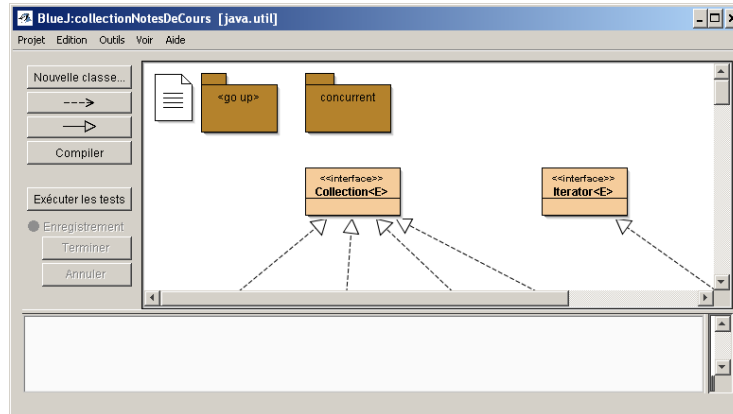 BlueJ:collectionNotesDeCours [java.util]
Projet Edition Outils Voir Aide
Nouvelle classe...
Compiler
Exécuter les tests
Enregistrement
Terminer
Annuler
<go up>
concurrent
<<interface>>
Collection<E>
<<interface>>
Iterator<E>